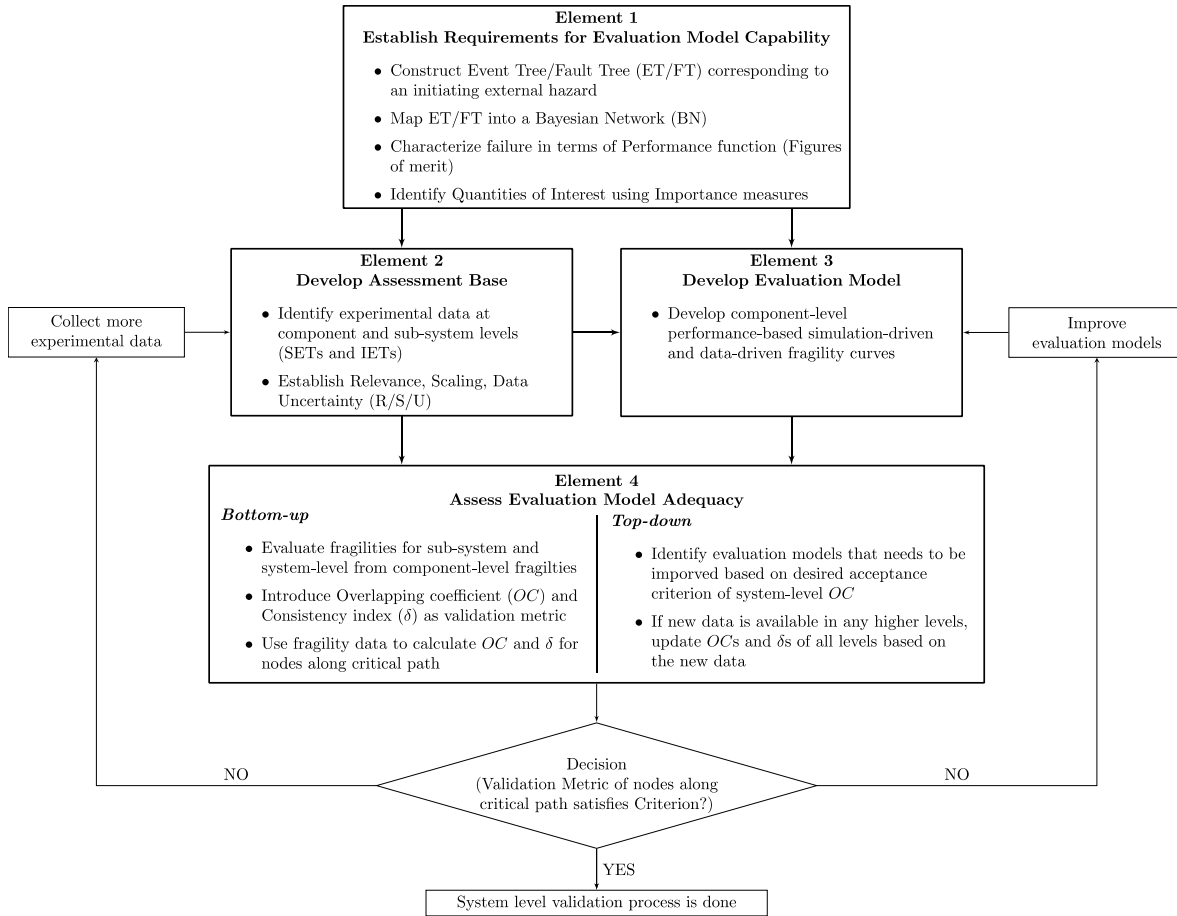 Element 1
Establish Requirements for Evaluation Model Capability
• Construct Event Tree/Fault Tree (ET/FT) corresponding to
an initiating external hazard
• Map ET/FT into a Bayesian Network (BN)
• Characterize failure in terms of Performance function (Figures
of merit)
• Identify Quantities of Interest using Importance measures
Element 2
Develop Assessment Base
• Identify experimental data at
component and sub-system levels
(SETs and IETs)
• Establish Relevance, Scaling, Data
Uncertainty (R/S/U)
Element 3
Develop Evaluation Model
• Develop component-level
performance-based simulation-driven
and data-driven fragility curves
Collect more
experimental data
Improve
evaluation models
Element 4
Assess Evaluation Model Adequacy
Bottom-up
• Evaluate fragilities for sub-system and
system-level from component-level fragilties
• Introduce Overlapping coefficient (OC) and
Consistency index (δ) as validation metric
• Use fragility data to calculate OC and δ for
nodes along critical path
Top-down
• Identify evaluation models that needs to be
imporved based on desired acceptance
criterion of system-level OC
• If new data is available in any higher levels,
update OCs and δs of all levels based on
the new data
Decision
(Validation Metric of nodes along
critical path satisfies Criterion?)
NO
NO
YES
System level validation process is done